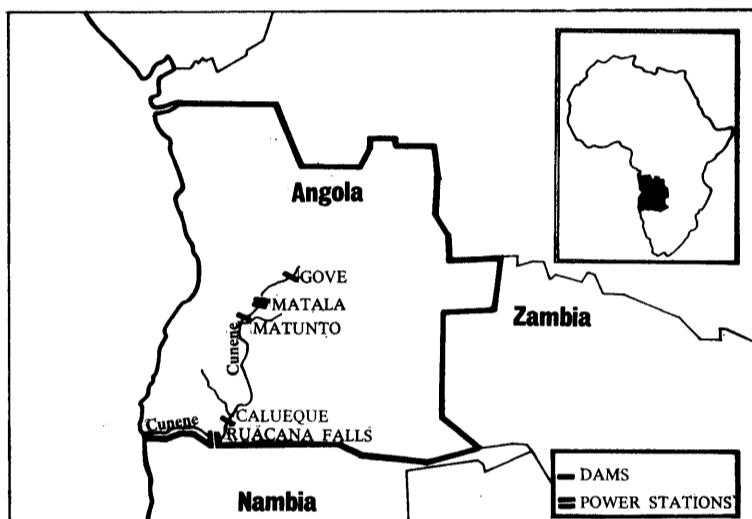 Angola
GOVE
MATALA
MATUNTO
Cunene
Zambia
CALUEQUE
Cunene
RUACANA FALLS
Nambia
DAMS
POWER STATIONS